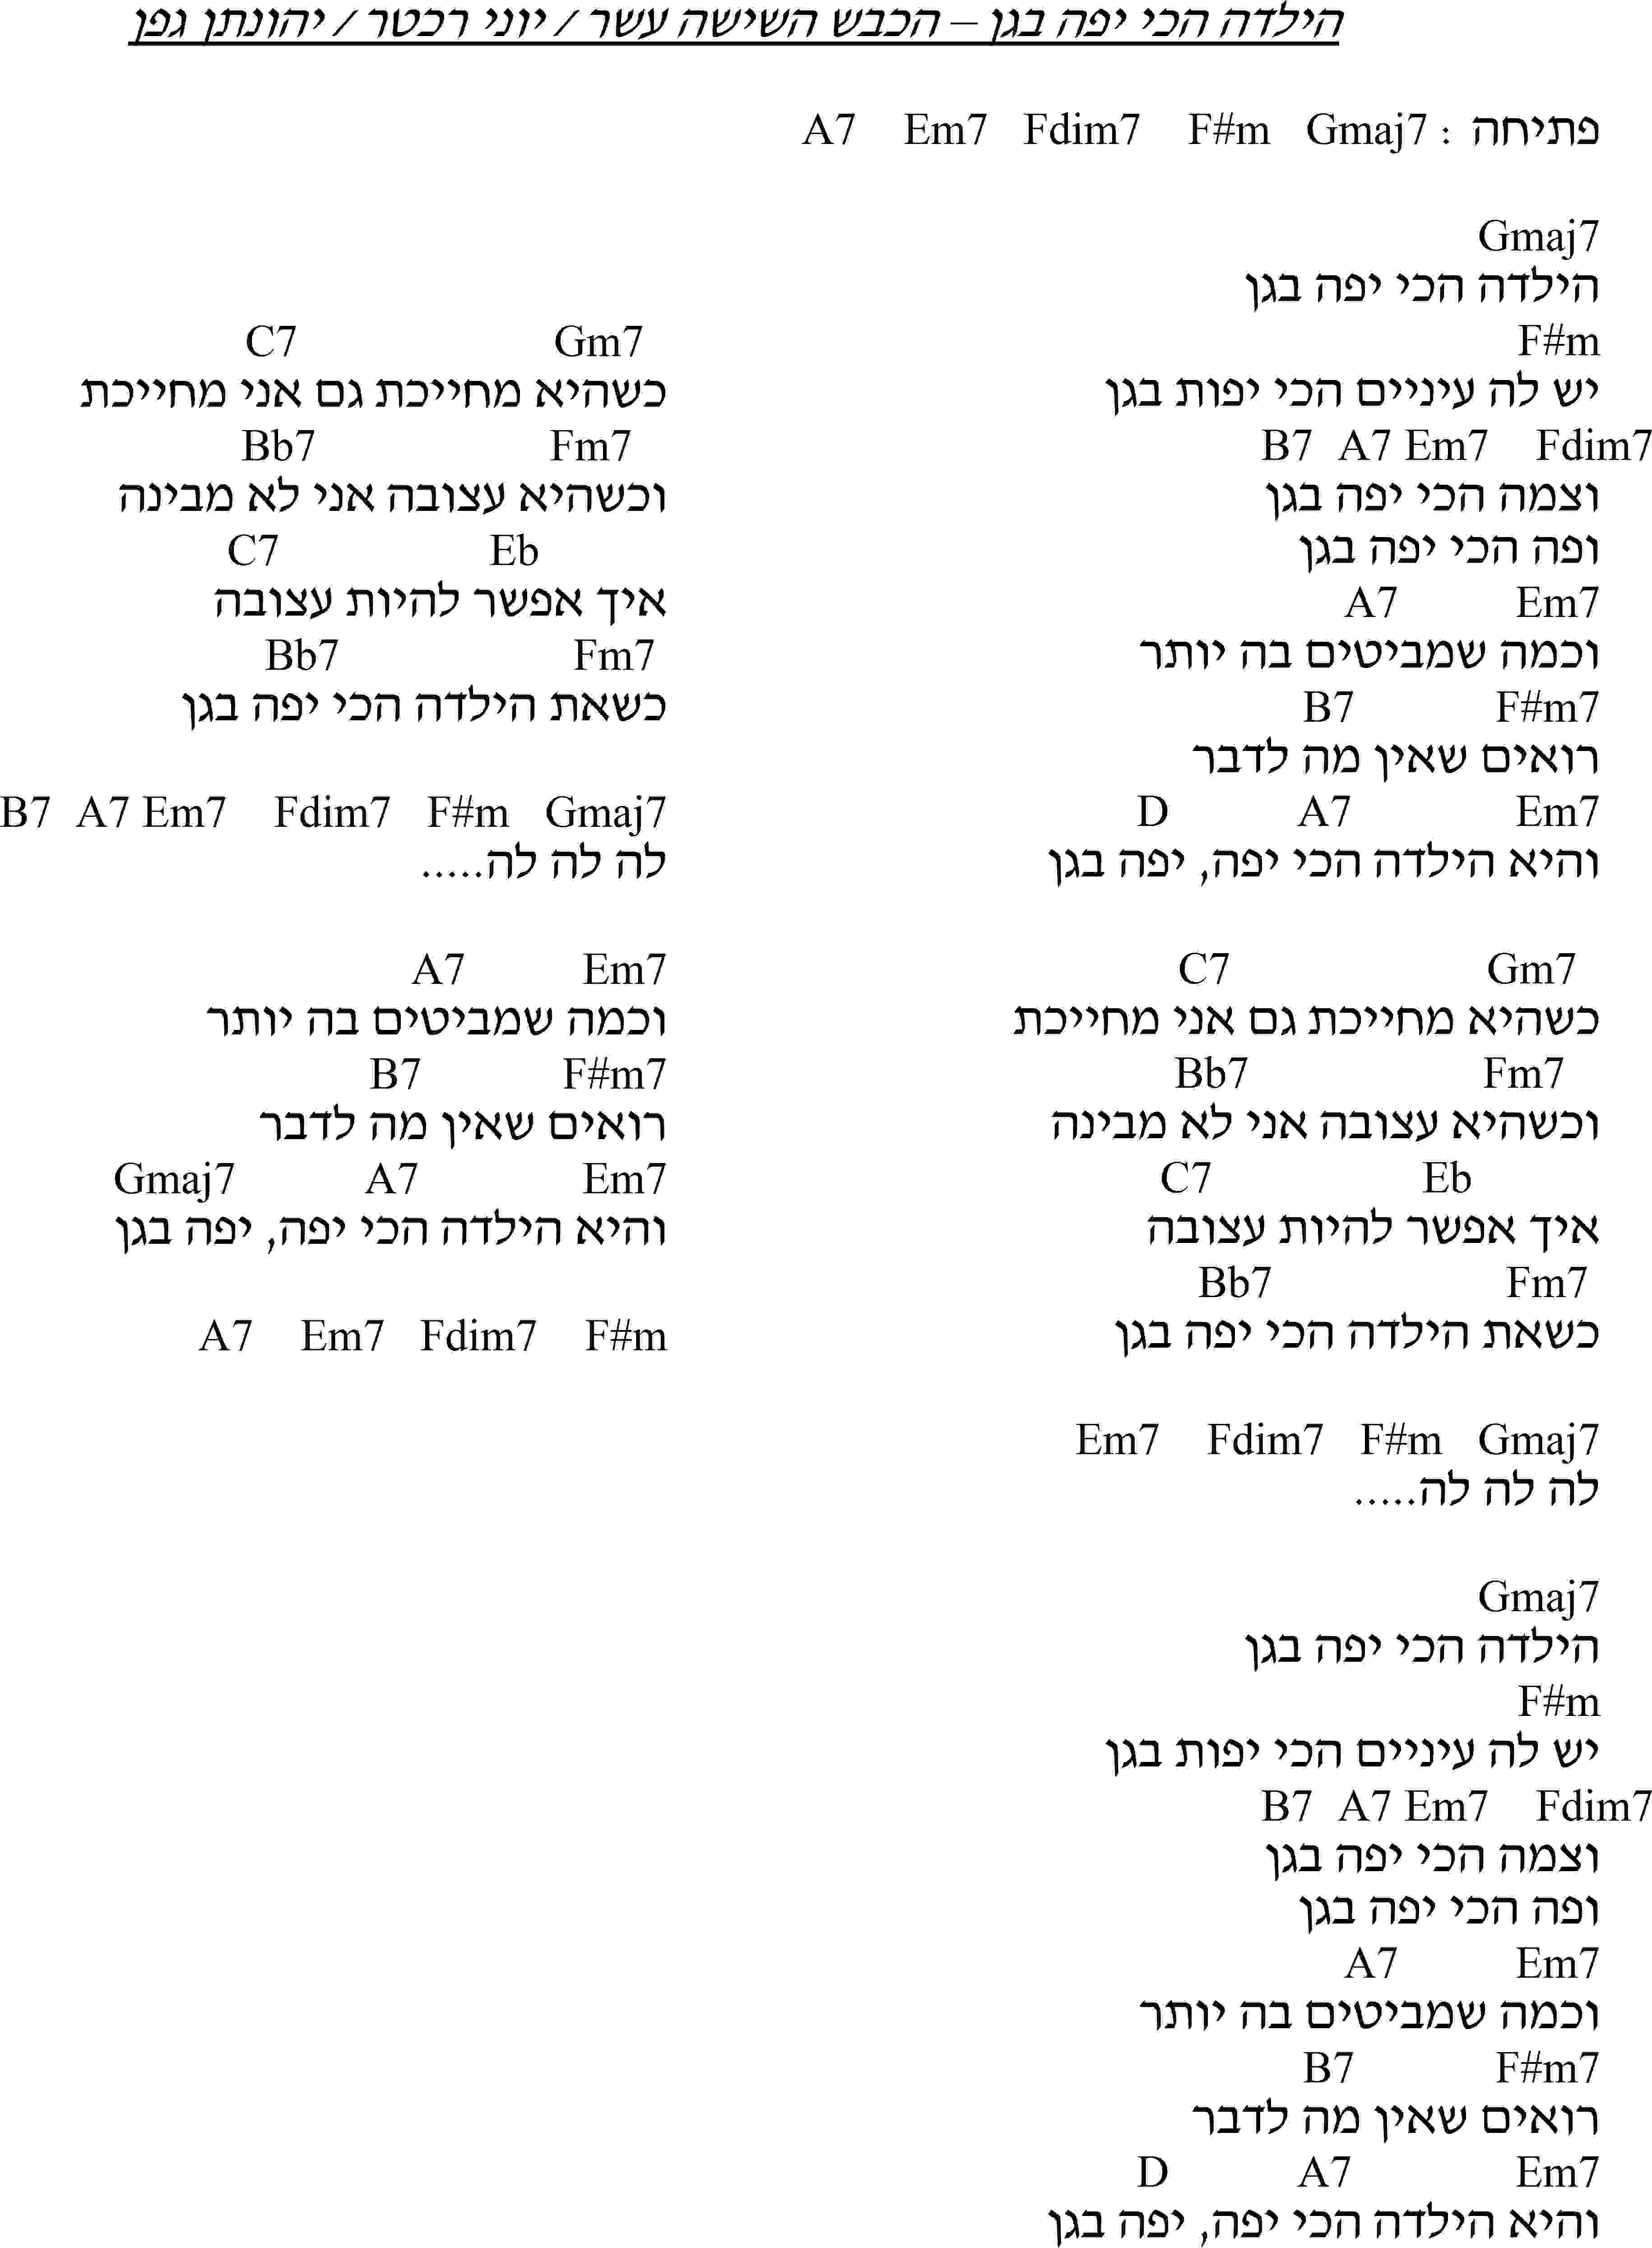 הילדה הכי יפה בגן – הכבש השישה עשר / יוני רכטר / יהונתן גפן
פתיחה : Gmaj7 F#m Fdim7 Em7 A7
Gmaj7
הילדה הכי יפה בגן
F#m
יש לה עיניים הכי יפות בגן
Fdim7 Em7 A7 B7
וצמה הכי יפה בגן
ופה הכי יפה בגן
Em7 A7
וכמה שמביטים בה יותר
F#m7 B7
רואים שאין מה לדבר
Em7 A7 D
והיא הילדה הכי יפה, יפה בגן
Gm7 C7
כשהיא מחייכת גם אני מחייכת
Fm7 Bb7
וכשהיא עצובה אני לא מבינה
Eb C7
איך אפשר להיות עצובה
Fm7 Bb7
כשאת הילדה הכי יפה בגן
Gmaj7 F#m Fdim7 Em7
לה לה לה.....
Gmaj7
הילדה הכי יפה בגן
F#m
יש לה עיניים הכי יפות בגן
Fdim7 Em7 A7 B7
וצמה הכי יפה בגן
ופה הכי יפה בגן
Em7 A7
וכמה שמביטים בה יותר
F#m7 B7
רואים שאין מה לדבר
Em7 A7 D
והיא הילדה הכי יפה, יפה בגן
Gm7 C7
כשהיא מחייכת גם אני מחייכת
Fm7 Bb7
וכשהיא עצובה אני לא מבינה
Eb C7
איך אפשר להיות עצובה
Fm7 Bb7
כשאת הילדה הכי יפה בגן
Gmaj7 F#m Fdim7 Em7 A7 B7
לה לה לה.....
Em7 A7
וכמה שמביטים בה יותר
F#m7 B7
רואים שאין מה לדבר
Em7 A7 Gmaj7
והיא הילדה הכי יפה, יפה בגן
F#m Fdim7 Em7 A7